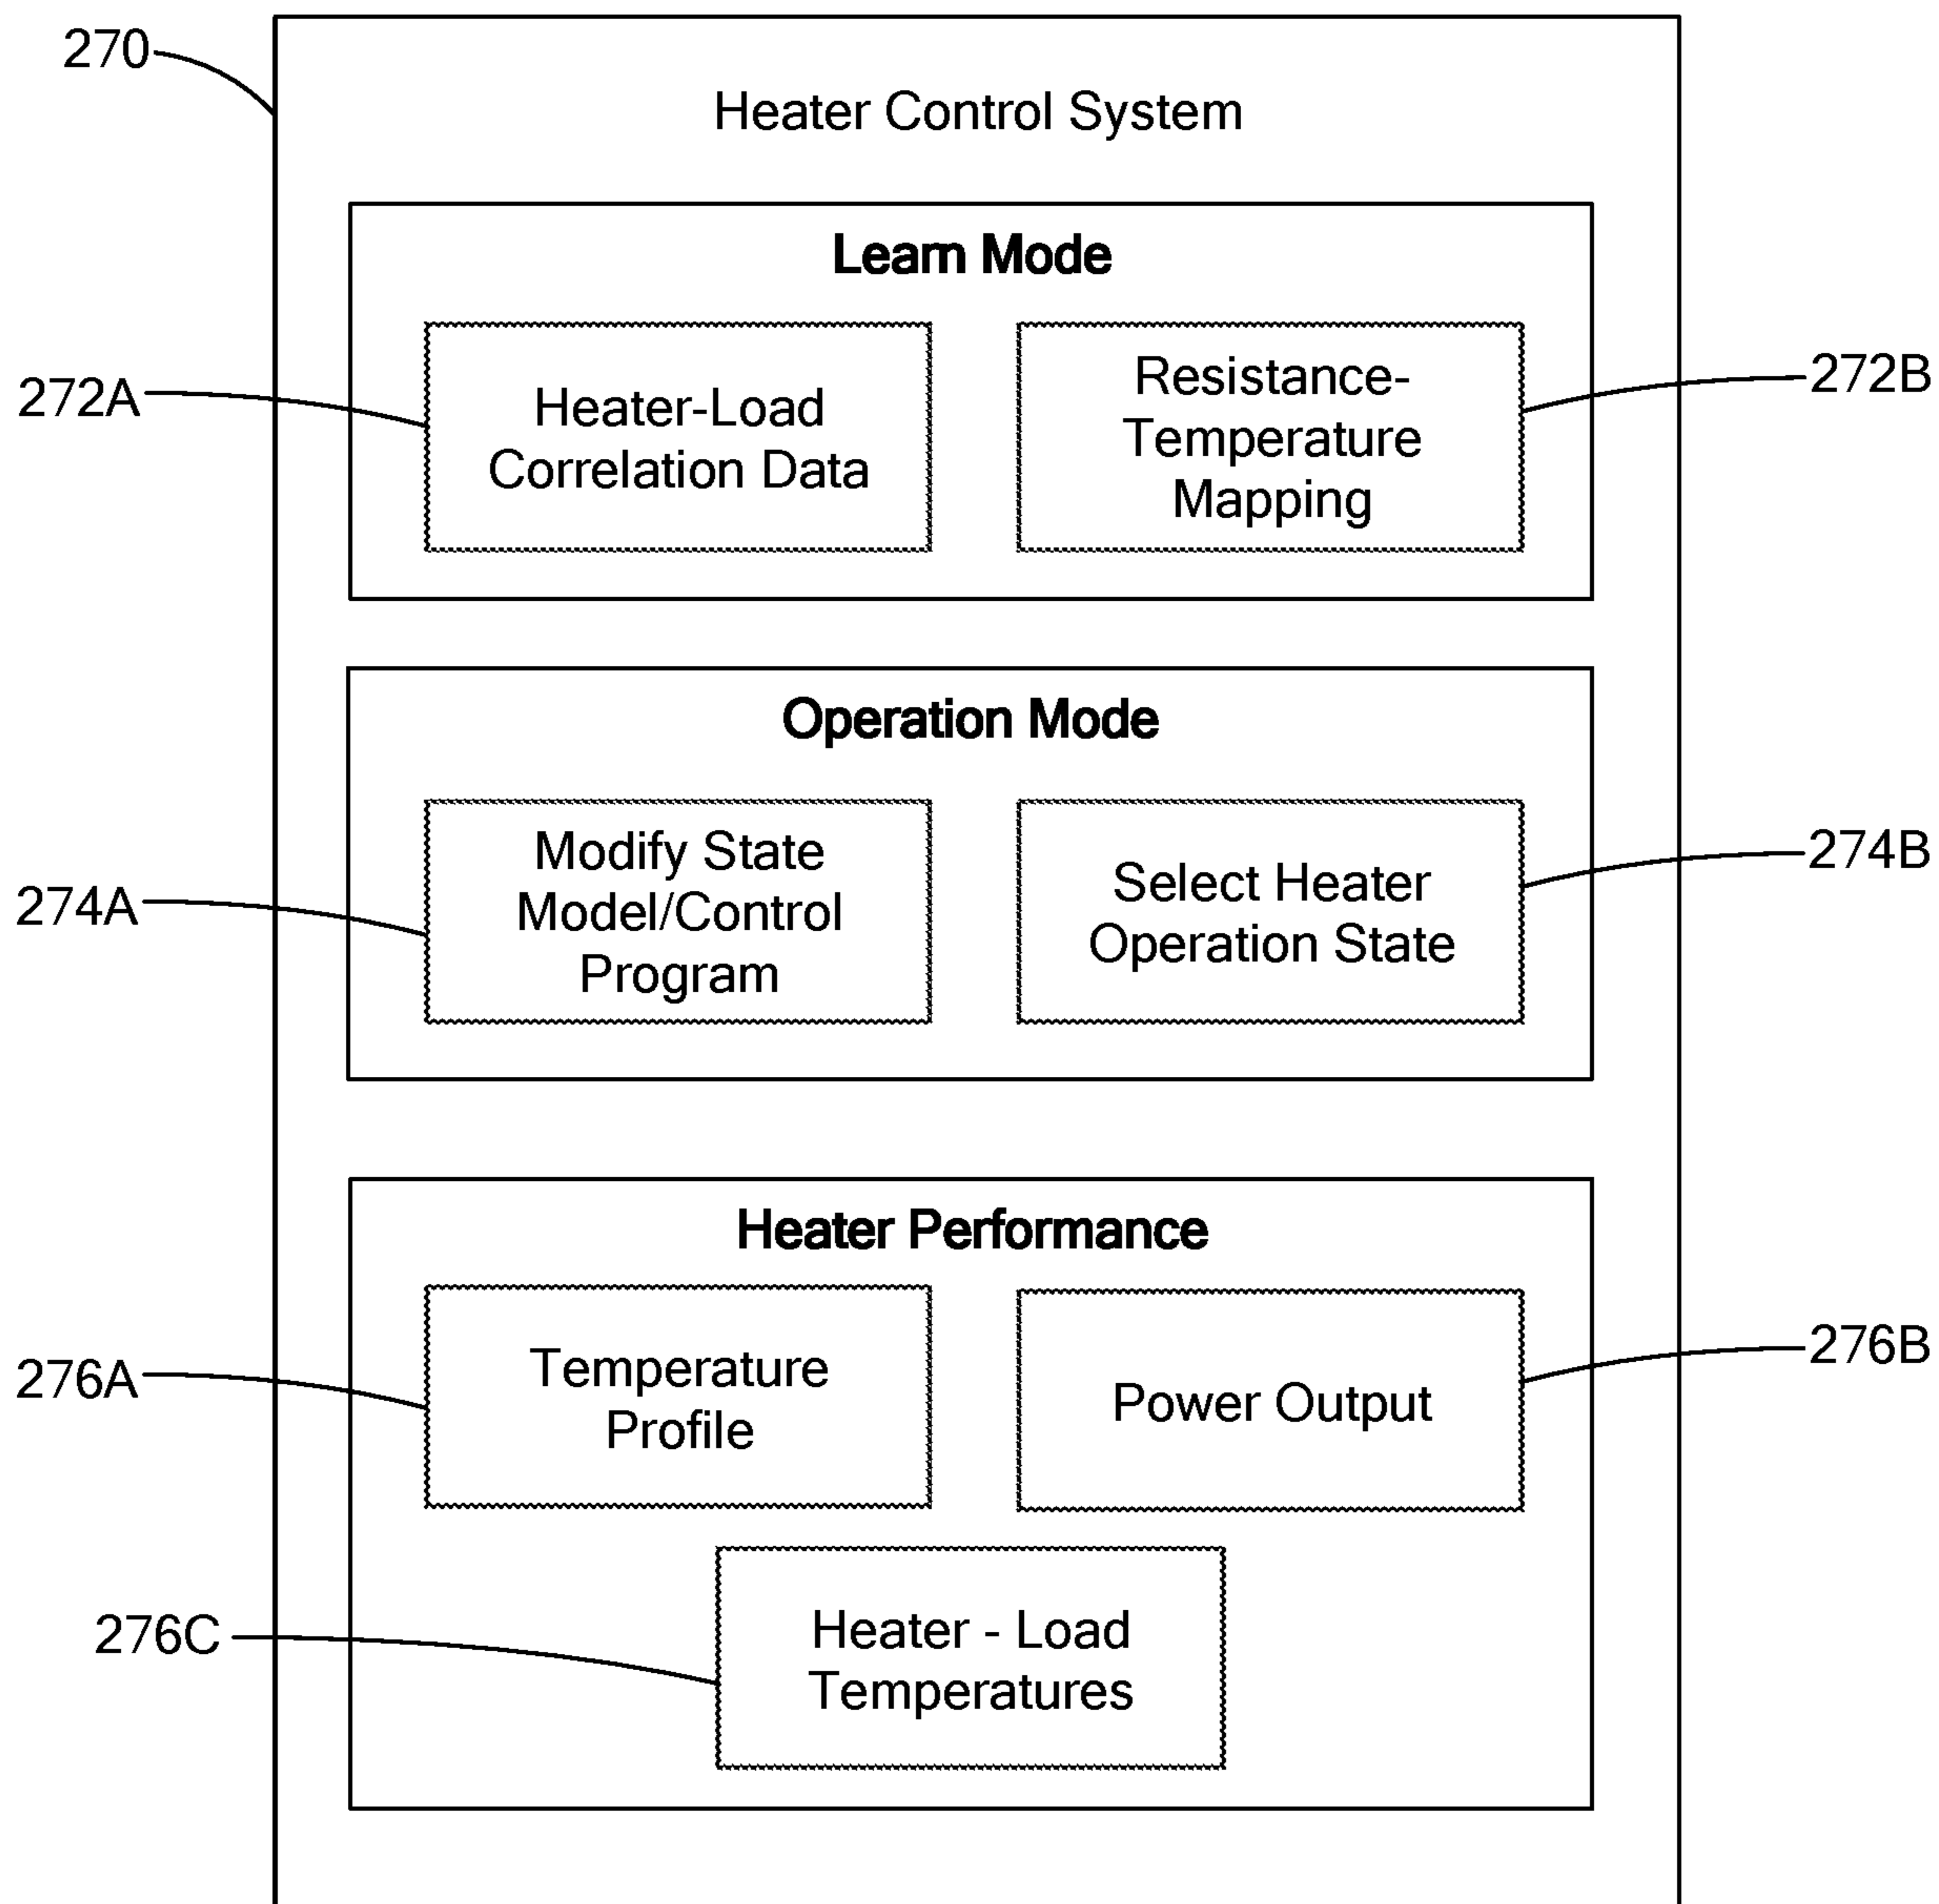 270
Heater Control System
Learn Mode
272A
Heater-Load
Correlation Data
Resistance-
Temperature
Mapping
272B
Operation Mode
274A
Modify State
Model/Control
Program
Select Heater
Operation State
274B
Heater Performance
276A
Temperature
Profile
Power Output
276B
276C
Heater - Load
Temperatures